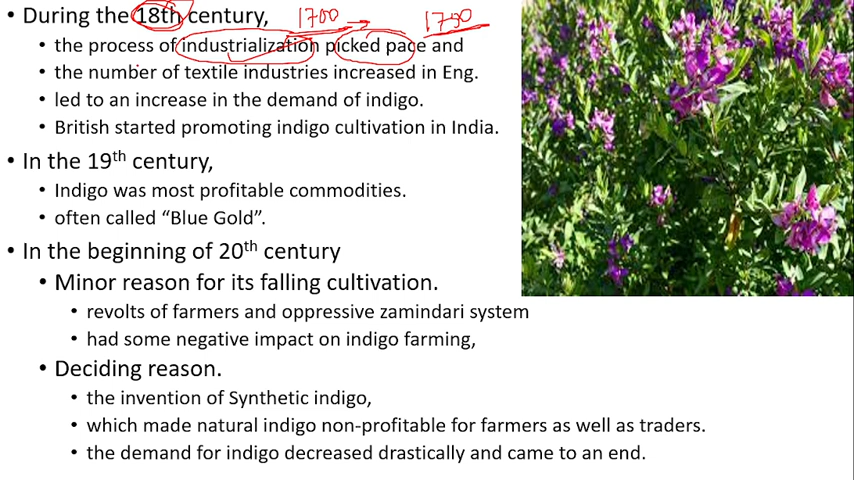 • During the 18th century, 1700 → 1750
• the process of industrialization picked pace and
• the number of textile industries increased in Eng.
• led to an increase in the demand of indigo.
• British started promoting indigo cultivation in India.
• In the 19th century,
• Indigo was most profitable commodities.
• often called “Blue Gold”.
• In the beginning of 20th century
• Minor reason for its falling cultivation.
• revolts of farmers and oppressive zamindari system
• had some negative impact on indigo farming,
• Deciding reason.
• the invention of Synthetic indigo,
• which made natural indigo non-profitable for farmers as well as traders.
• the demand for indigo decreased drastically and came to an end.